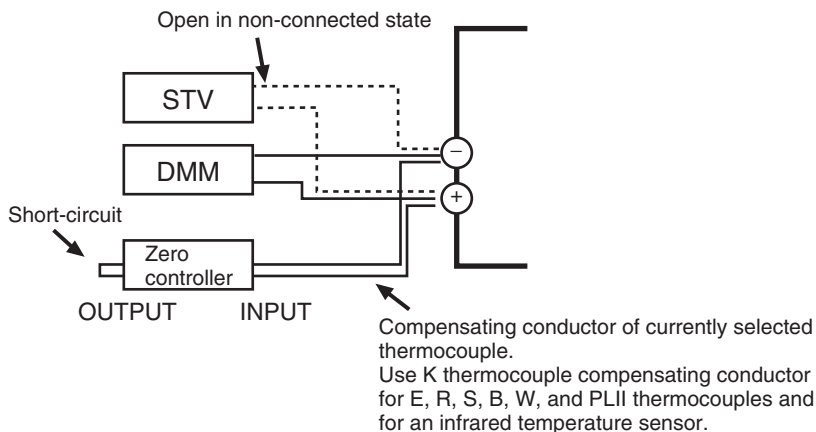 Open in non-connected state
STV
DMM
−
+
Short-circuit
Zero
controller
OUTPUT
INPUT
Compensating conductor of currently selected
thermocouple.
Use K thermocouple compensating conductor
for E, R, S, B, W, and PLII thermocouples and
for an infrared temperature sensor.